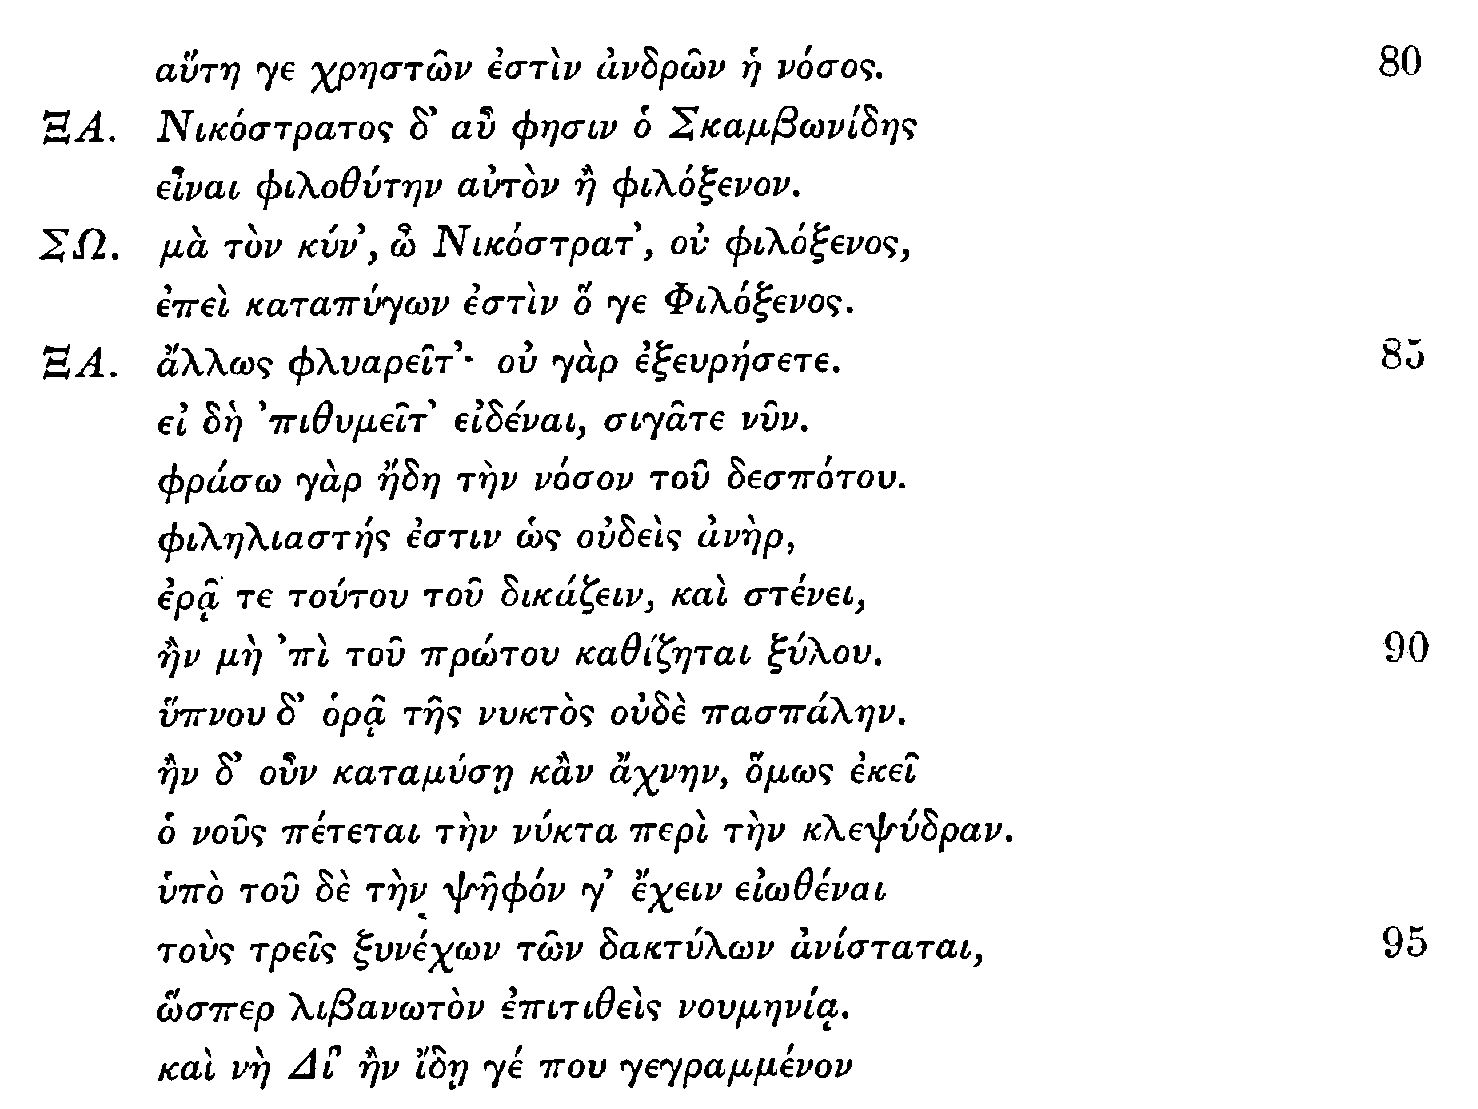 αὕτη γε χρηστῶν ἐστὶν ἀνδρῶν ἡ νόσος. 80
ΞΑ. Νικόστρατος δ’ αὖ φησιν ὁ Σκαμβωνίδης
εἶναι φιλοθύτην αὐτὸν ἢ φιλόξενον.
ΣΩ. μὰ τὸν κύν’, ὦ Νικόστρατ’, οὐ φιλόξενος,
ἐπεὶ καταπύγων ἐστὶν ὅ γε Φιλόξενος.
ΞΑ. ἄλλως φλυαρεῖτ’· οὐ γὰρ ἐξευρήσετε. 85
εἰ δὴ ’πιθυμεῖτ’ εἰδέναι, σιγᾶτε νῦν.
φράσω γὰρ ἤδη τὴν νόσον τοῦ δεσπότου.
φιληλιαστής ἐστιν ὡς οὐδεὶς ἀνὴρ,
ἐρᾷ τε τούτου τοῦ δικάζειν, καὶ στένει,
ἢν μὴ ’πὶ τοῦ πρώτου καθίζηται ξύλου. 90
ὕπνου δ’ ὁρᾷ τῆς νυκτὸς οὐδὲ πασπάλην.
ἢν δ’ οὖν καταμύσῃ κἂν ἄχνην, ὅμως ἐκεῖ
ὁ νοῦς πέτεται τὴν νύκτα περὶ τὴν κλεψύδραν.
ὑπὸ τοῦ δὲ τὴν ψῆφόν γ’ ἔχειν εἰωθέναι
τοὺς τρεῖς ξυνέχων τῶν δακτύλων ἀνίσταται, 95
ὥσπερ λιβανωτὸν ἐπιτιθεὶς νουμηνίᾳ.
καὶ νὴ Δί’ ἢν ἴδῃ γέ που γεγραμμένον